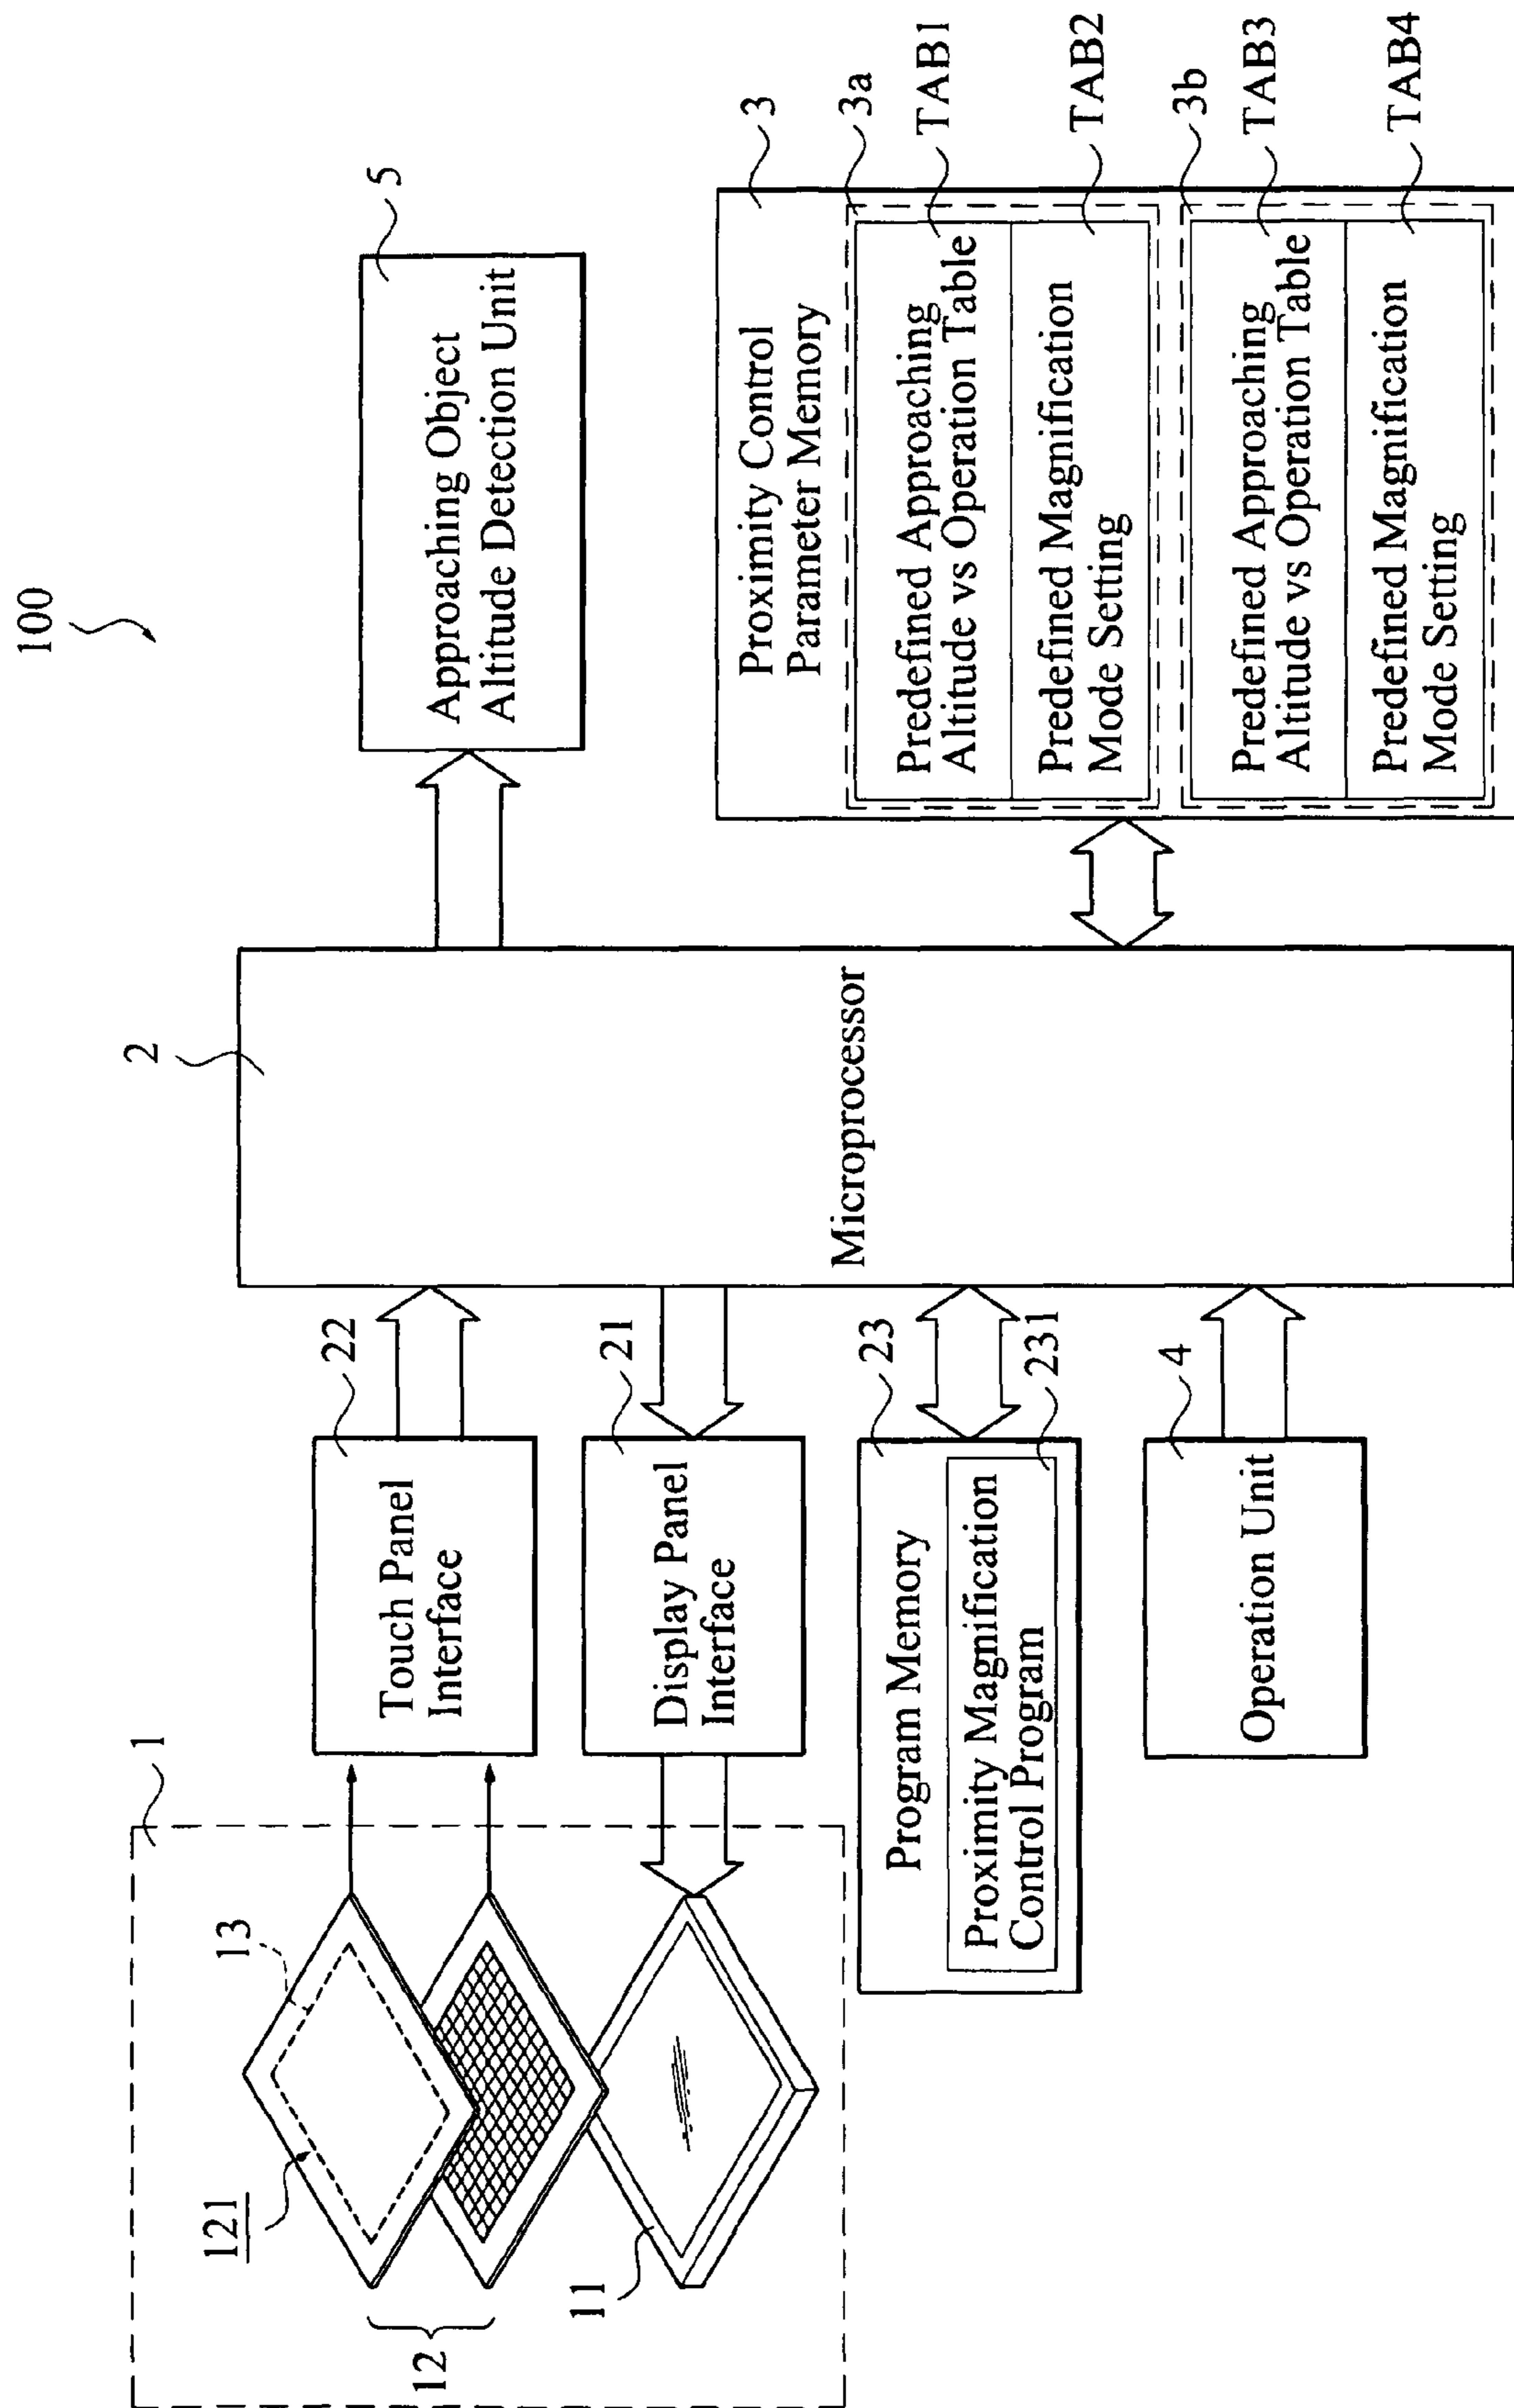 100
1
13
121
12
11
22
Touch Panel
Interface
21
Display Panel
Interface
23
Program Memory
Proximity Magnification
Control Program
231
4
Operation Unit
2
Microprocessor
5
Approaching Object
Altitude Detection Unit
3
Proximity Control
Parameter Memory
3a
Predefined Approaching
Altitude vs Operation Table
TAB1
Predefined Magnification
Mode Setting
TAB2
3b
Predefined Approaching
Altitude vs Operation Table
TAB3
Predefined Magnification
Mode Setting
TAB4